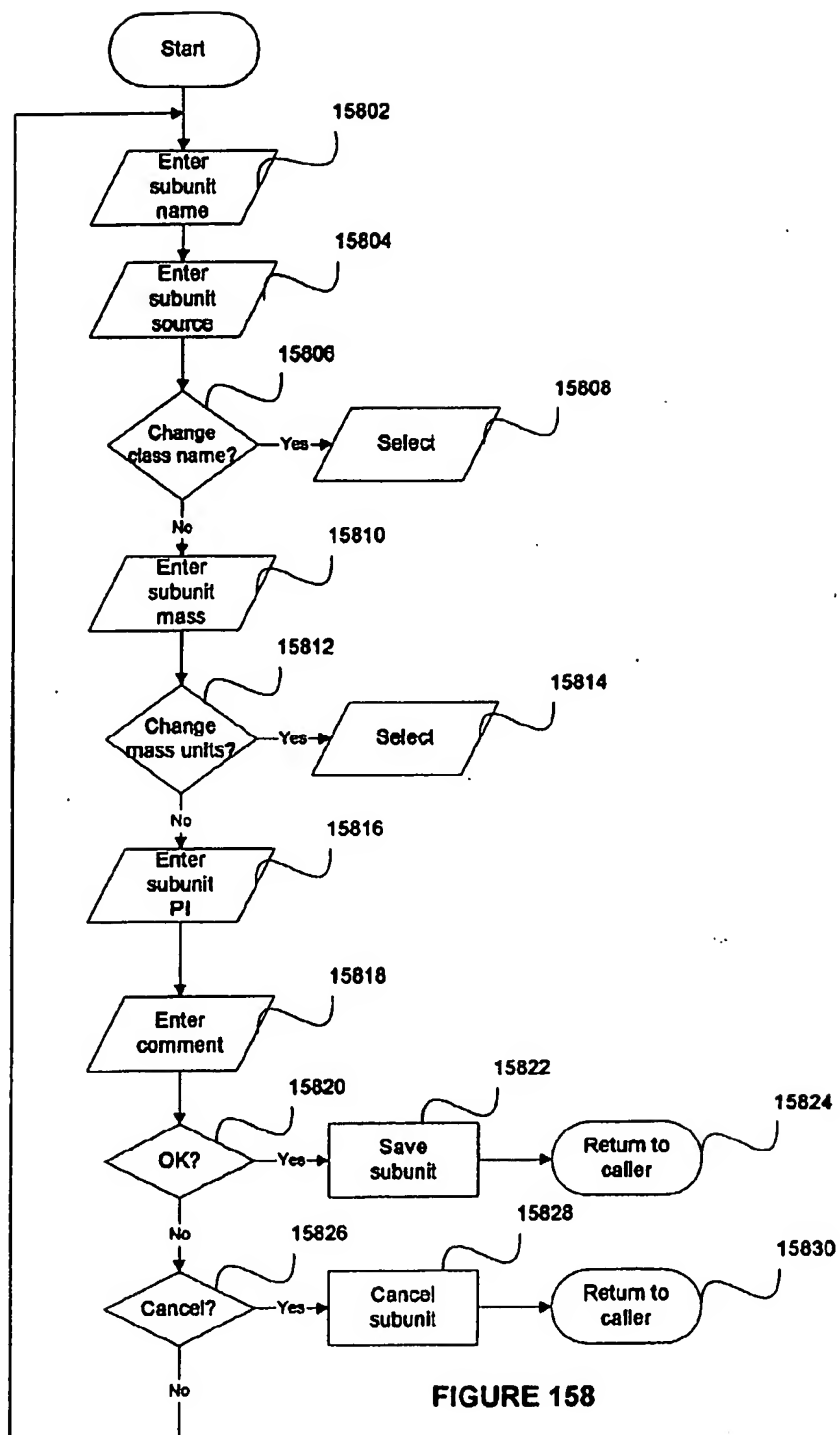 Start
15802
Enter
subunit
name
15804
Enter
subunit
source
15806
Change
class name?
Yes
15808
Select
No
15810
Enter
subunit
mass
15812
Change
mass units?
Yes
15814
Select
No
15816
Enter
subunit
PI
15818
Enter
comment
15820
OK?
Yes
15822
Save
subunit
15824
Return to
caller
No
15826
Cancel?
Yes
15828
Cancel
subunit
15830
Return to
caller
No
FIGURE 158